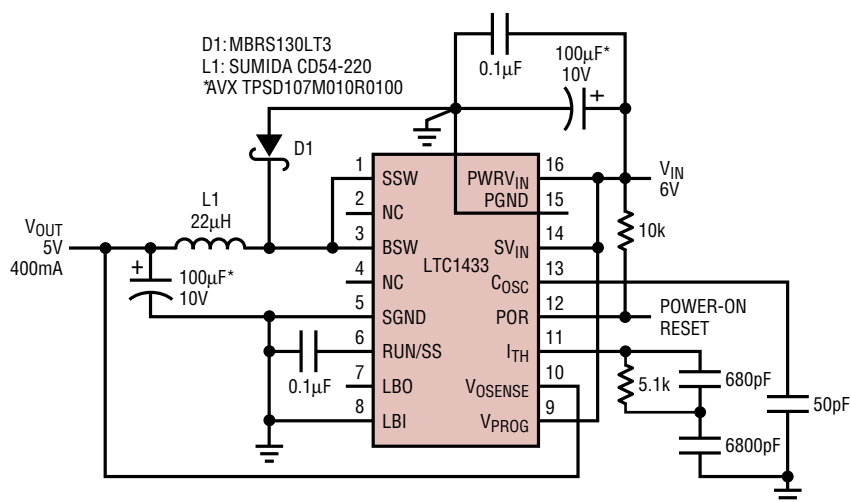 D1: MBRS130LT3
L1: SUMIDA CD54-220
*AVX TPSD107M010R0100
0.1µF
100µF*
10V
+
D1
L1
22µH
VOUT
5V
400mA
+
100µF*
10V
0.1µF
1
2
3
4
5
6
7
8
SSW
NC
BSW
NC
SGND
RUN/SS
LBO
LBI
LTC1433
PWRVIN
PGND
SVIN
COSC
POR
ITH
VOSENSE
VPROG
16
15
14
13
12
11
10
9
VIN
6V
10k
POWER-ON
RESET
5.1k
680pF
6800pF
50pF